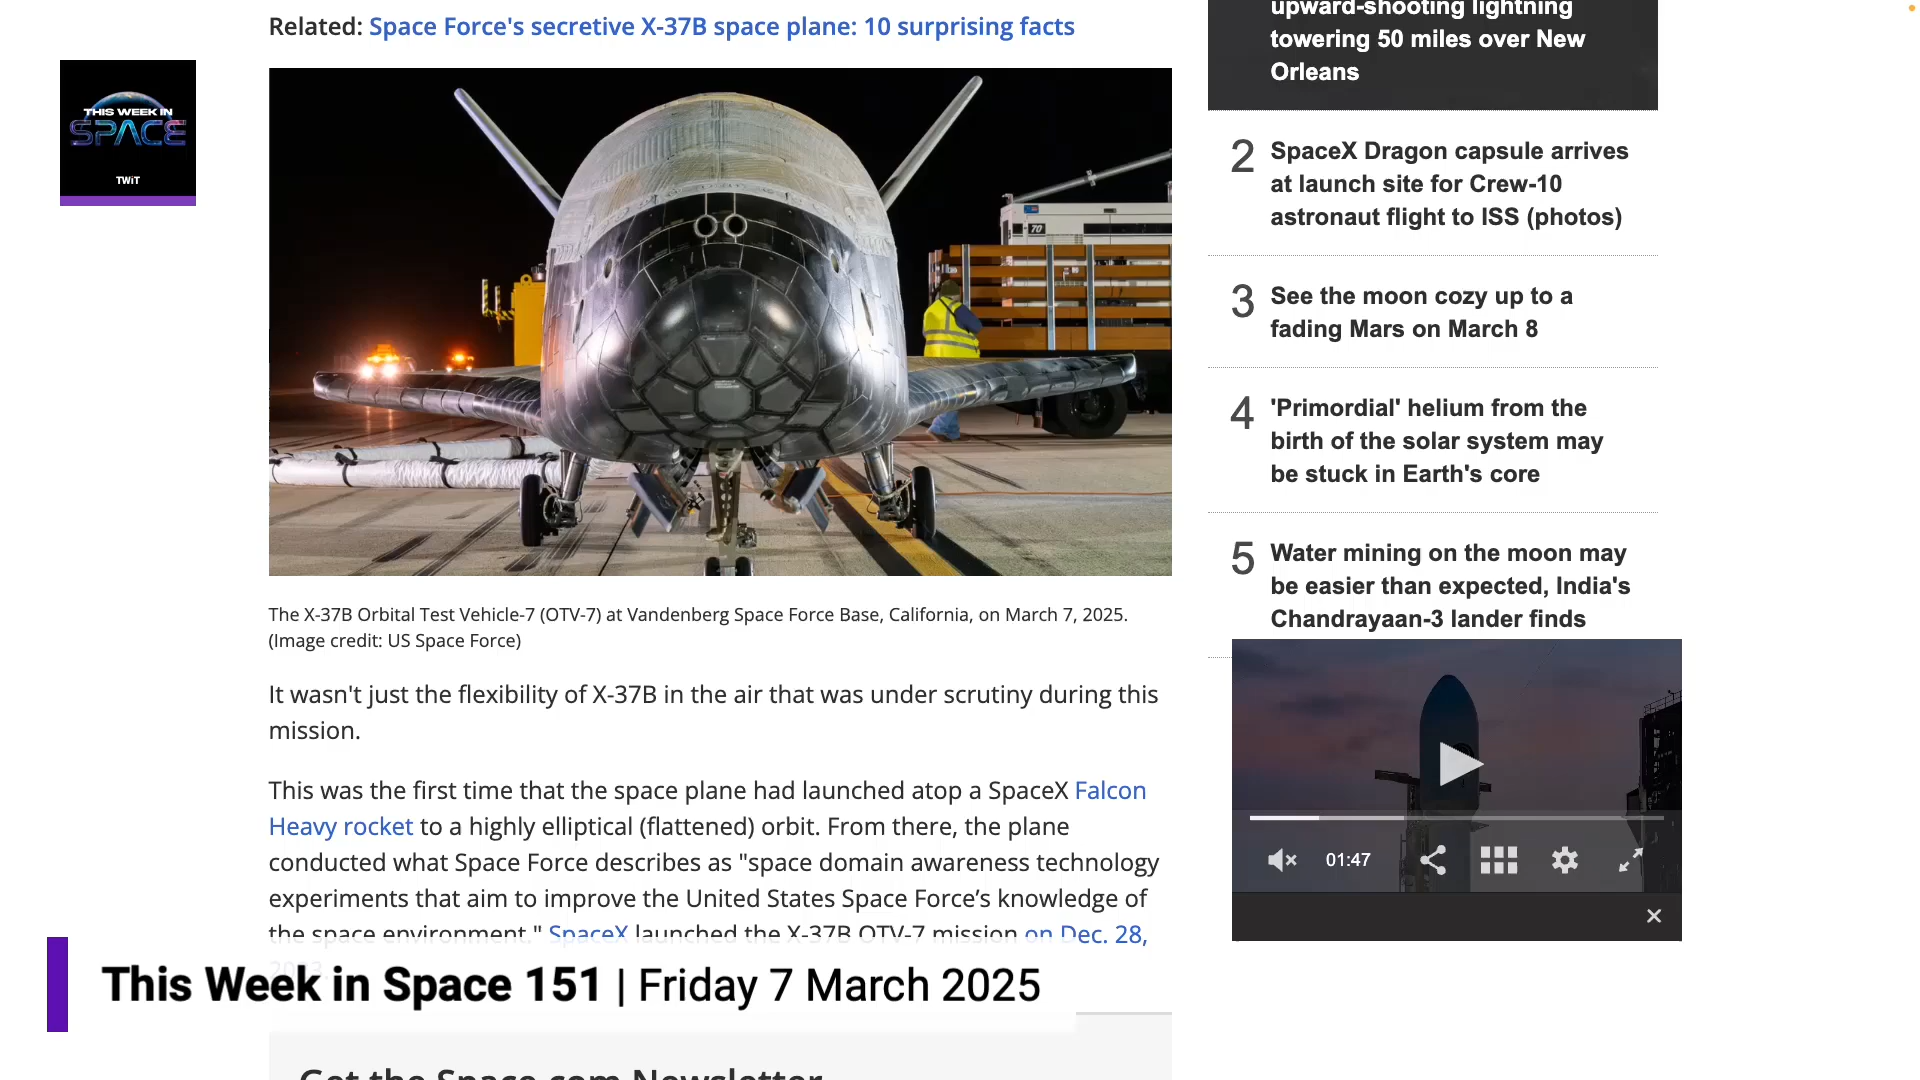 Related: Space Force's secretive X-37B space plane: 10 surprising facts
THIS WEEK IN
SPACE
TWiT
70
The X-37B Orbital Test Vehicle-7 (OTV-7) at Vandenberg Space Force Base, California, on March 7, 2025.
(Image credit: US Space Force)
It wasn't just the flexibility of X-37B in the air that was under scrutiny during this
mission.
This was the first time that the space plane had launched atop a SpaceX Falcon
Heavy rocket to a highly elliptical (flattened) orbit. From there, the plane
conducted what Space Force describes as "space domain awareness technology
experiments that aim to improve the United States Space Force’s knowledge of
the space environment." SpaceX launched the X-37B OTV-7 mission on Dec. 28,
2023.
This Week in Space 151 | Friday 7 March 2025
Get the Space.com Newsletter
upward-shooting lightning
towering 50 miles over New
Orleans
2 SpaceX Dragon capsule arrives
at launch site for Crew-10
astronaut flight to ISS (photos)
3 See the moon cozy up to a
fading Mars on March 8
4 'Primordial' helium from the
birth of the solar system may
be stuck in Earth's core
5 Water mining on the moon may
be easier than expected, India's
Chandrayaan-3 lander finds
01:47